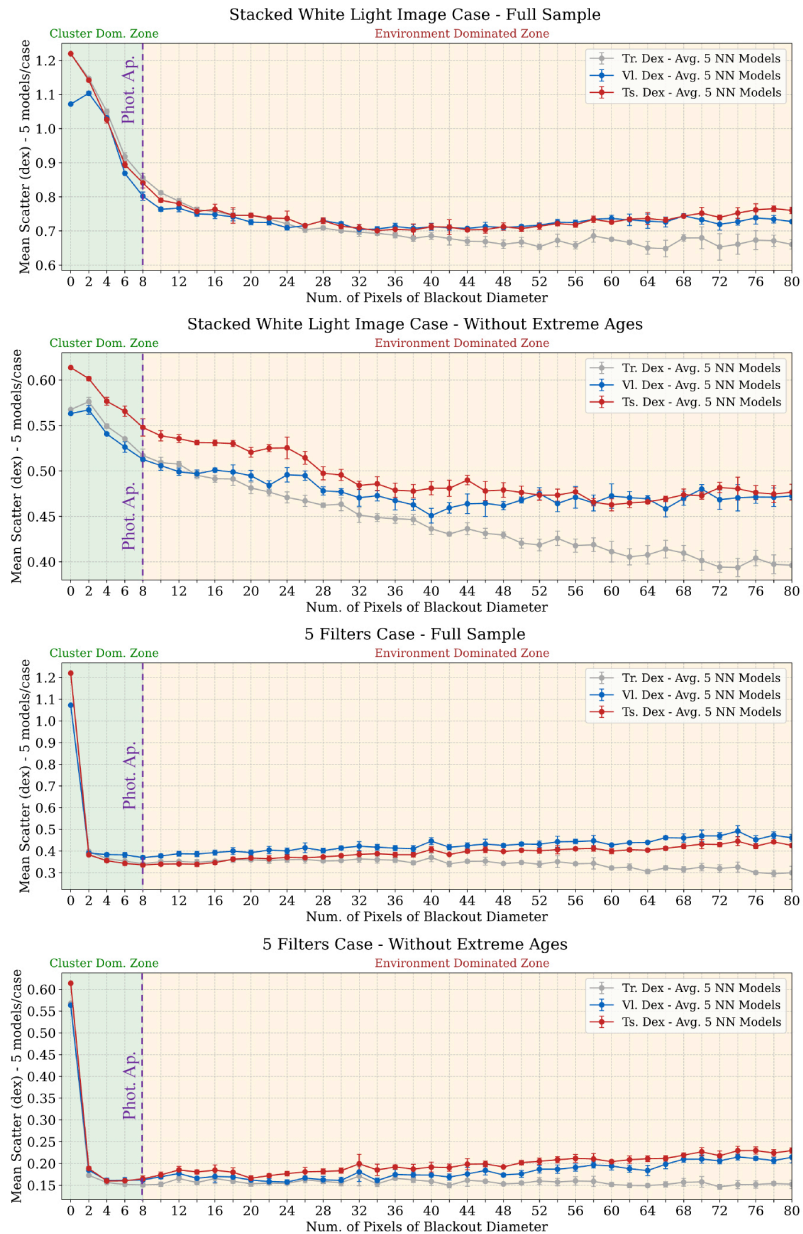 Stacked White Light Image Case - Full Sample
Cluster Dom. Zone
Environment Dominated Zone
Mean Scatter (dex) - 5 models/case
1.2
1.1
1.0
0.9
0.8
0.7
0.6
Phot. Ap.
Tr. Dex - Avg. 5 NN Models
Vl. Dex - Avg. 5 NN Models
Ts. Dex - Avg. 5 NN Models
0 2 4 6 8 12 16 20 24 28 32 36 40 44 48 52 56 60 64 68 72 76 80
Num. of Pixels of Blackout Diameter
Stacked White Light Image Case - Without Extreme Ages
Cluster Dom. Zone
Environment Dominated Zone
Mean Scatter (dex) - 5 models/case
0.60
0.55
0.50
0.45
0.40
Phot. Ap.
Tr. Dex - Avg. 5 NN Models
Vl. Dex - Avg. 5 NN Models
Ts. Dex - Avg. 5 NN Models
0 2 4 6 8 12 16 20 24 28 32 36 40 44 48 52 56 60 64 68 72 76 80
Num. of Pixels of Blackout Diameter
5 Filters Case - Full Sample
Cluster Dom. Zone
Environment Dominated Zone
Mean Scatter (dex) - 5 models/case
1.2
1.1
1.0
0.9
0.8
0.7
0.6
0.5
0.4
0.3
Phot. Ap.
Tr. Dex - Avg. 5 NN Models
Vl. Dex - Avg. 5 NN Models
Ts. Dex - Avg. 5 NN Models
0 2 4 6 8 12 16 20 24 28 32 36 40 44 48 52 56 60 64 68 72 76 80
Num. of Pixels of Blackout Diameter
5 Filters Case - Without Extreme Ages
Cluster Dom. Zone
Environment Dominated Zone
Mean Scatter (dex) - 5 models/case
0.60
0.55
0.50
0.45
0.40
0.35
0.30
0.25
0.20
0.15
Phot. Ap.
Tr. Dex - Avg. 5 NN Models
Vl. Dex - Avg. 5 NN Models
Ts. Dex - Avg. 5 NN Models
0 2 4 6 8 12 16 20 24 28 32 36 40 44 48 52 56 60 64 68 72 76 80
Num. of Pixels of Blackout Diameter